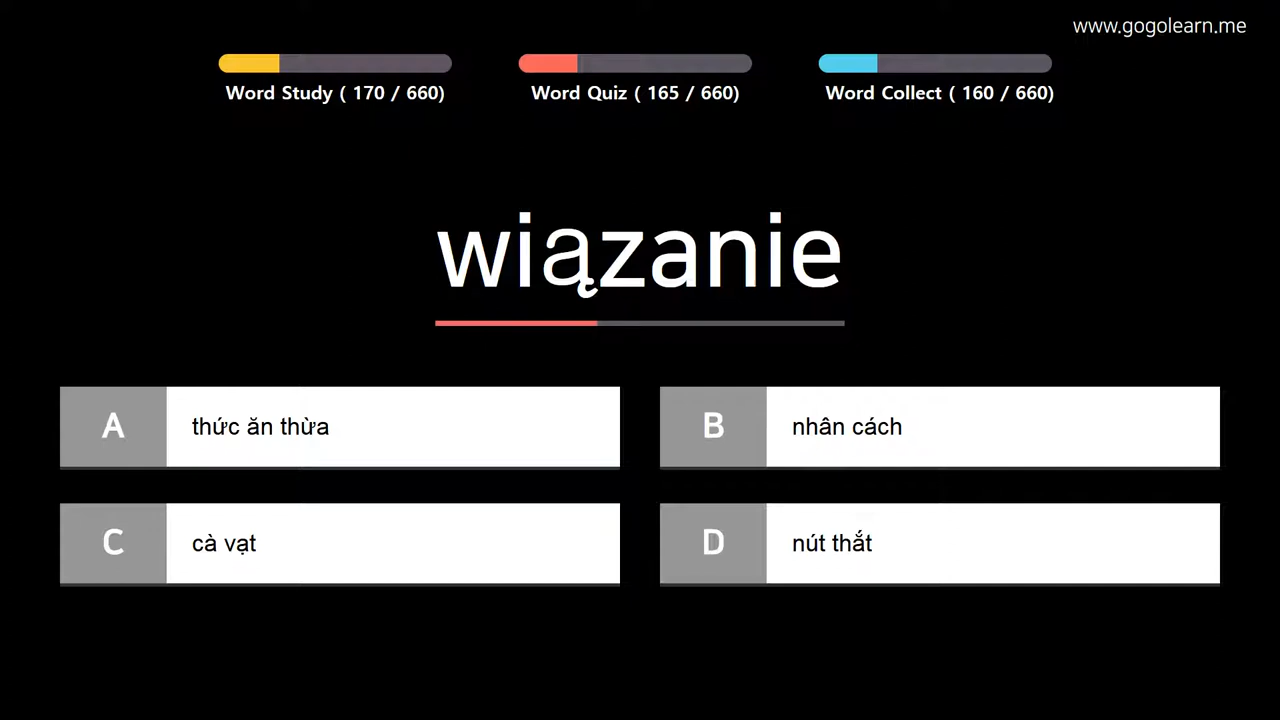 www.gogolearn.me
Word Study ( 170 / 660)
Word Quiz ( 165 / 660)
Word Collect ( 160 / 660)
wiązanie
A thức ăn thừa
B nhân cách
C cà vạt
D nút thắt